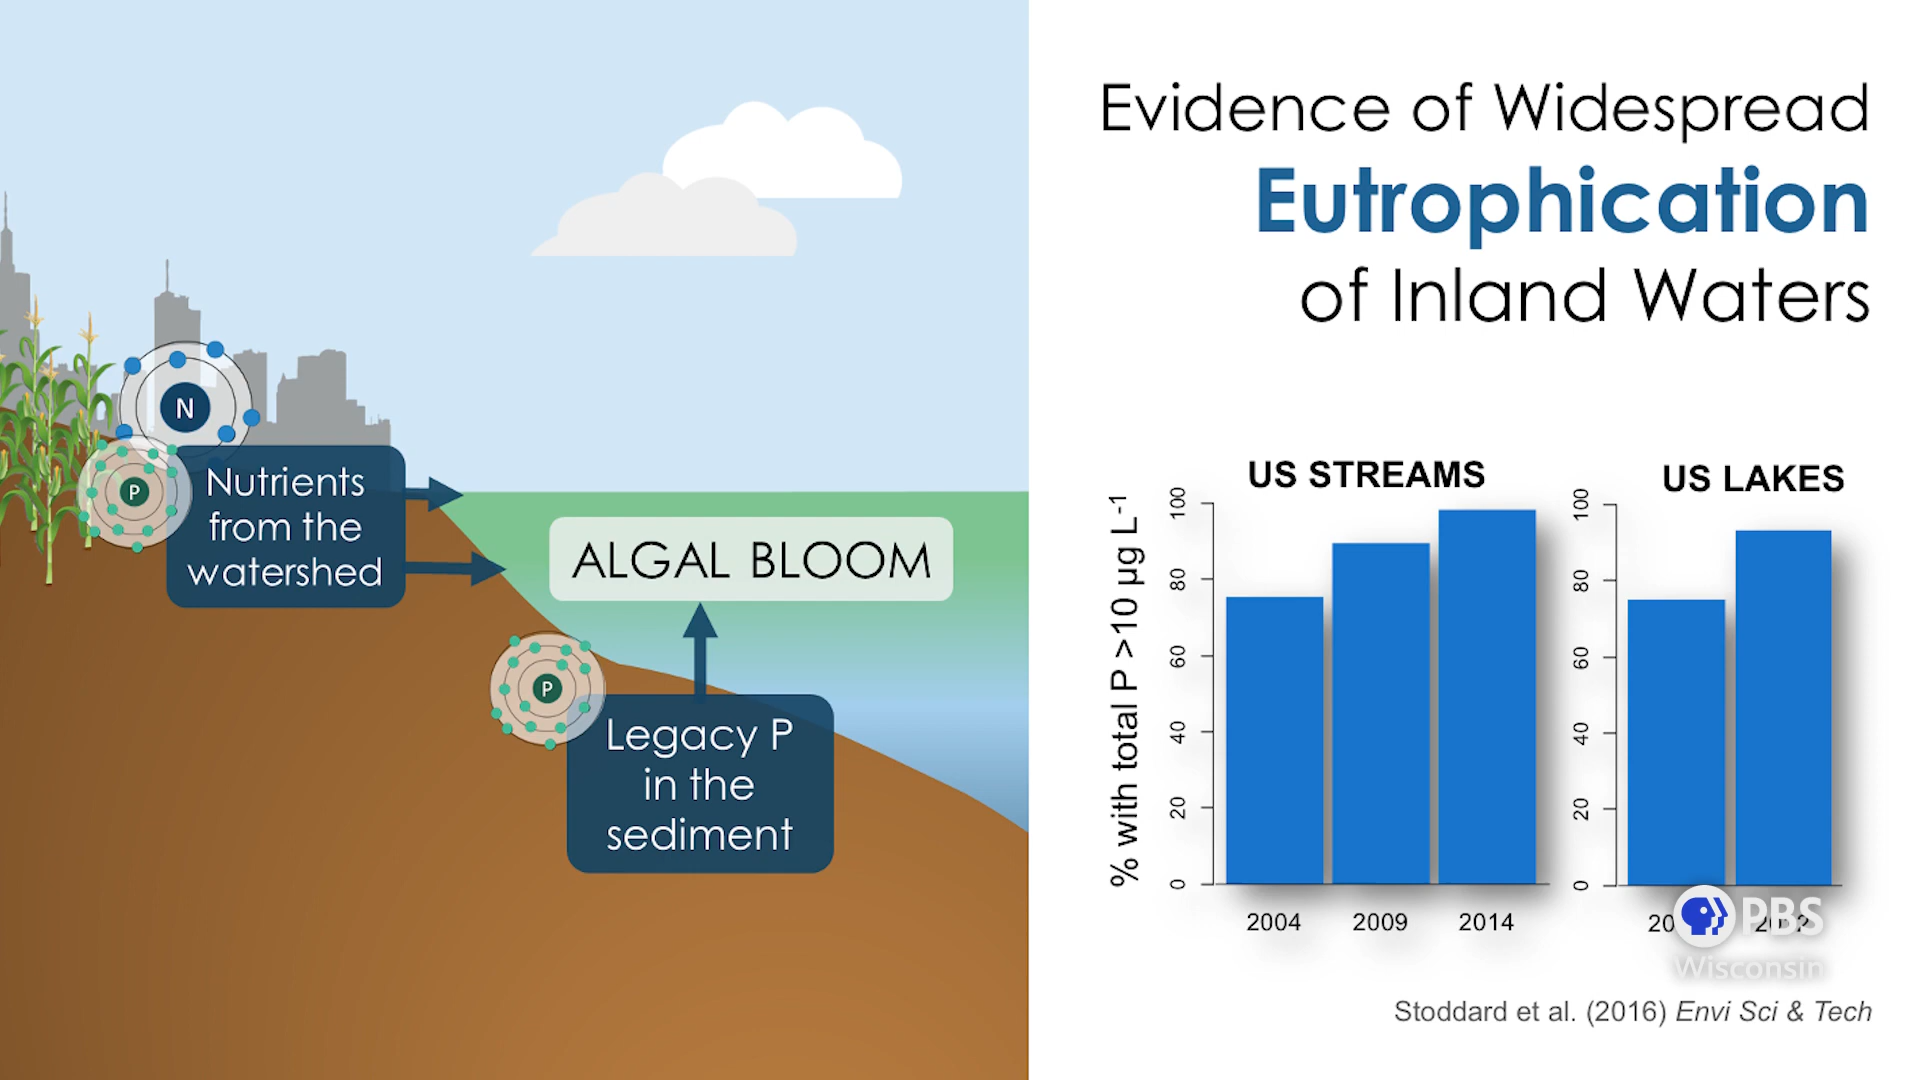 Evidence of Widespread
Eutrophication
of Inland Waters
N
P
Nutrients
from the
watershed
ALGAL BLOOM
P
Legacy P
in the
sediment
US STREAMS
% with total P >10 µg L⁻¹
100
80
60
40
20
0
2004 2009 2014
US LAKES
100
80
60
40
20
0
PBS
Wisconsin
Stoddard et al. (2016) Envi Sci & Tech